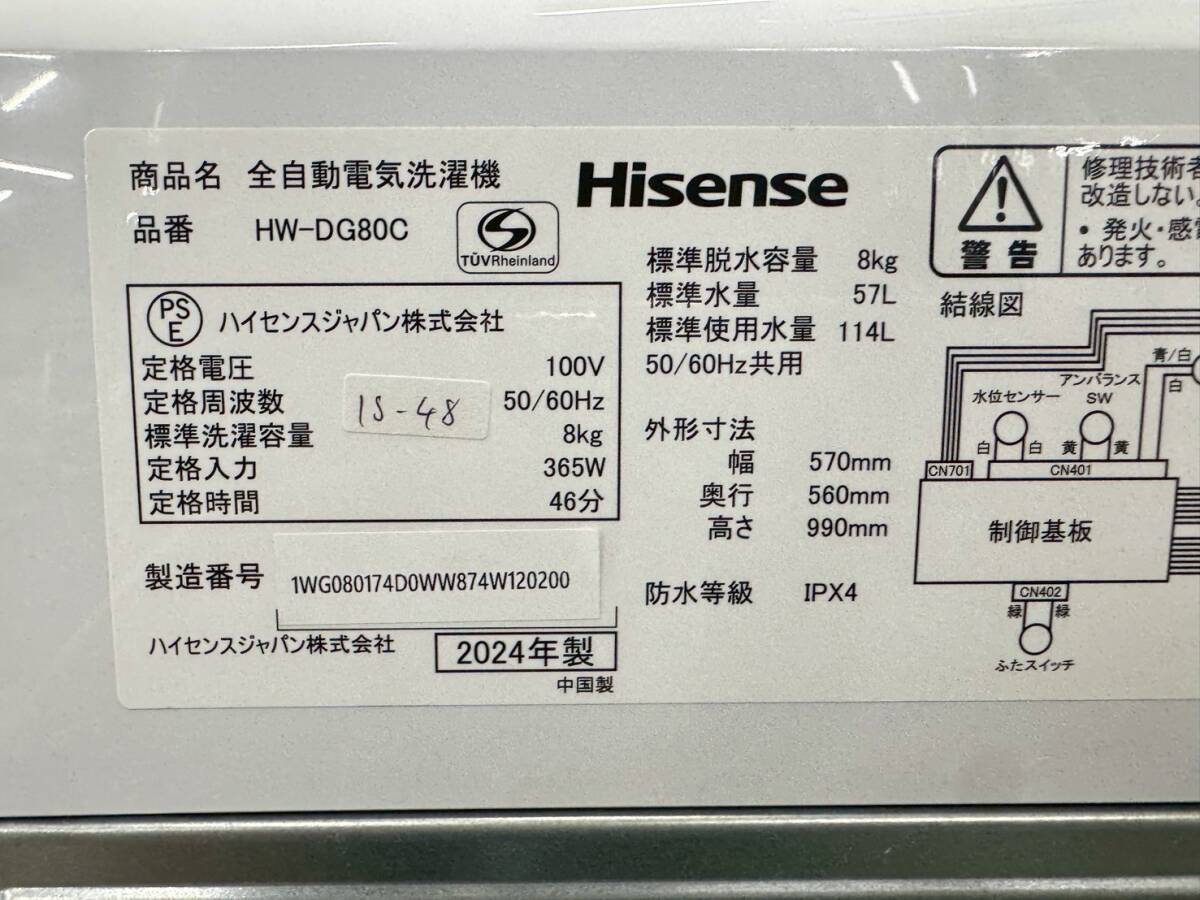 商品名 全自動電気洗濯機
品番 HW-DG80C
TÜVRheinland
Hisense
PS
E
ハイセンスジャパン株式会社
定格電圧 100V
定格周波数 50/60Hz
標準洗濯容量 8kg
定格入力 365W
定格時間 46分
1S-48
製造番号 1WG080174D0WW874W120200
ハイセンスジャパン株式会社
2024年製
中国製
標準脱水容量 8kg
標準水量 57L
標準使用水量 114L
50/60Hz共用
外形寸法
幅 570mm
奥行 560mm
高さ 990mm
防水等級 IPX4
警告
修理技術者
改造しない。
• 発火・感電
あります。
結線図
青/白
白
アンバランス
SW
水位センサー
白 白 黄 黄
CN701 CN401
制御基板
CN402
緑 緑
ふたスイッチ